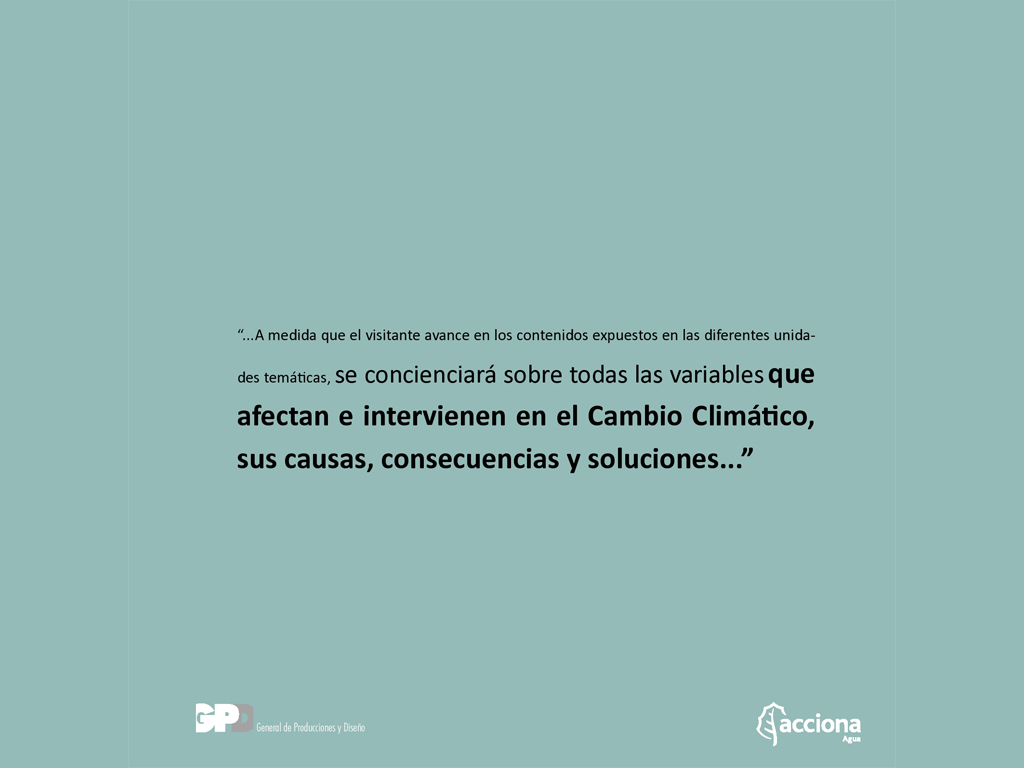 “...A medida que el visitante avance en los contenidos expuestos en las diferentes unida-
des temáticas, se concienciará sobre todas las variables que
afectan e intervienen en el Cambio Climático,
sus causas, consecuencias y soluciones...”
GPD General de Producciones y Diseño
acciona
Agua